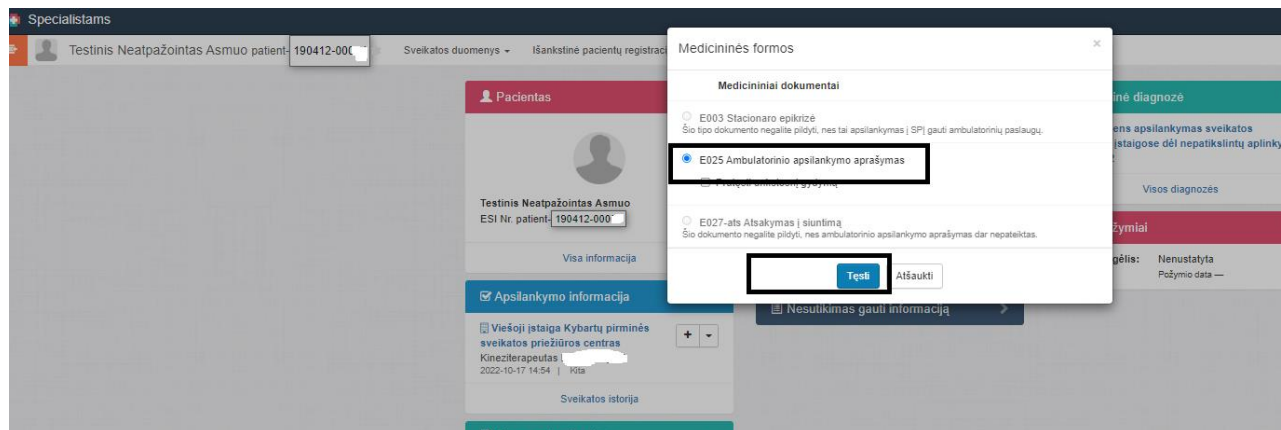 Specialistams
Testinis Neatpažointas Asmuo patient- 190412-00
Sveikatos duomenys
Išankstinė pacientų registraci
Medicininės formos
×
Medicininiai dokumentai
E003 Stacionaro epikrizė
Šio tipo dokumento negalite pildyti, nes tai apsilankymas į SPĮ gauti ambulatorinių paslaugų.
E025 Ambulatorinio apsilankymo aprašymas
E027-ats Atsakymas į siuntimą
Šio dokumento negalite pildyti, nes ambulatorinio apsilankymo aprašymas dar nepateiktas.
Tęsti
Atšaukti
Pacientas
Testinis Neatpažointas Asmuo
ESI Nr. patient- 190412-000
Visa informacija
Apsilankymo informacija
Viešoji įstaiga Kybartų pirminės
sveikatos priežiūros centras
Kineziterapeutas
2022-10-17 14:54 | Kita
+
Sveikatos istorija
Nesutikimas gauti informaciją
inė diagnozė
ens apsilankymas sveikatos
įstaigose dėl nepatikslintų aplinky
Visos diagnozės
žymiai
gėlis: Nenustatyta
Požymio data —